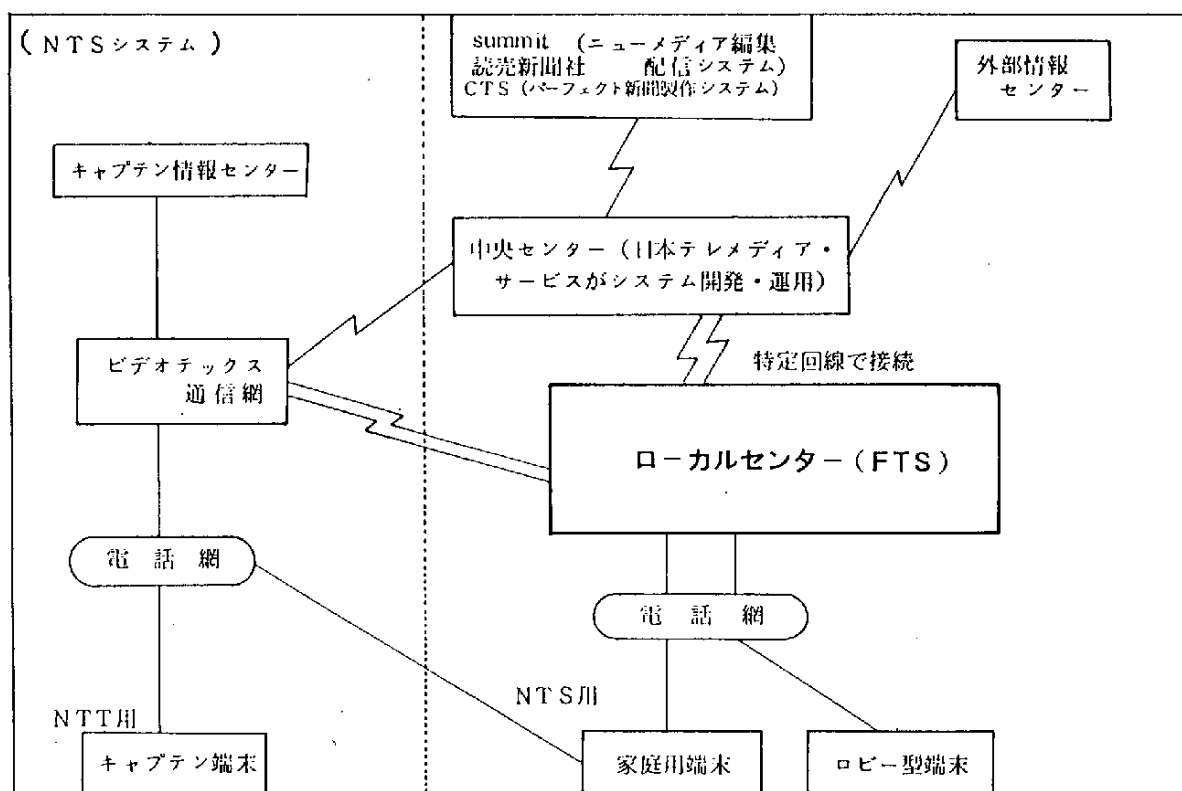 (NTSシステム)
summit (ニューメディア編集
読売新聞社 配信システム)
CTS (パーフェクト新聞製作システム)
外部情報
センター
キャプテン情報センター
中央センター(日本テレメディア・
サービスがシステム開発・運用)
ビデオテックス
通信網
特定回線で接続
ローカルセンター(FTS)
電話網
電話網
NTS用
NTT用
キャプテン端末
家庭用端末
ロビー型端末